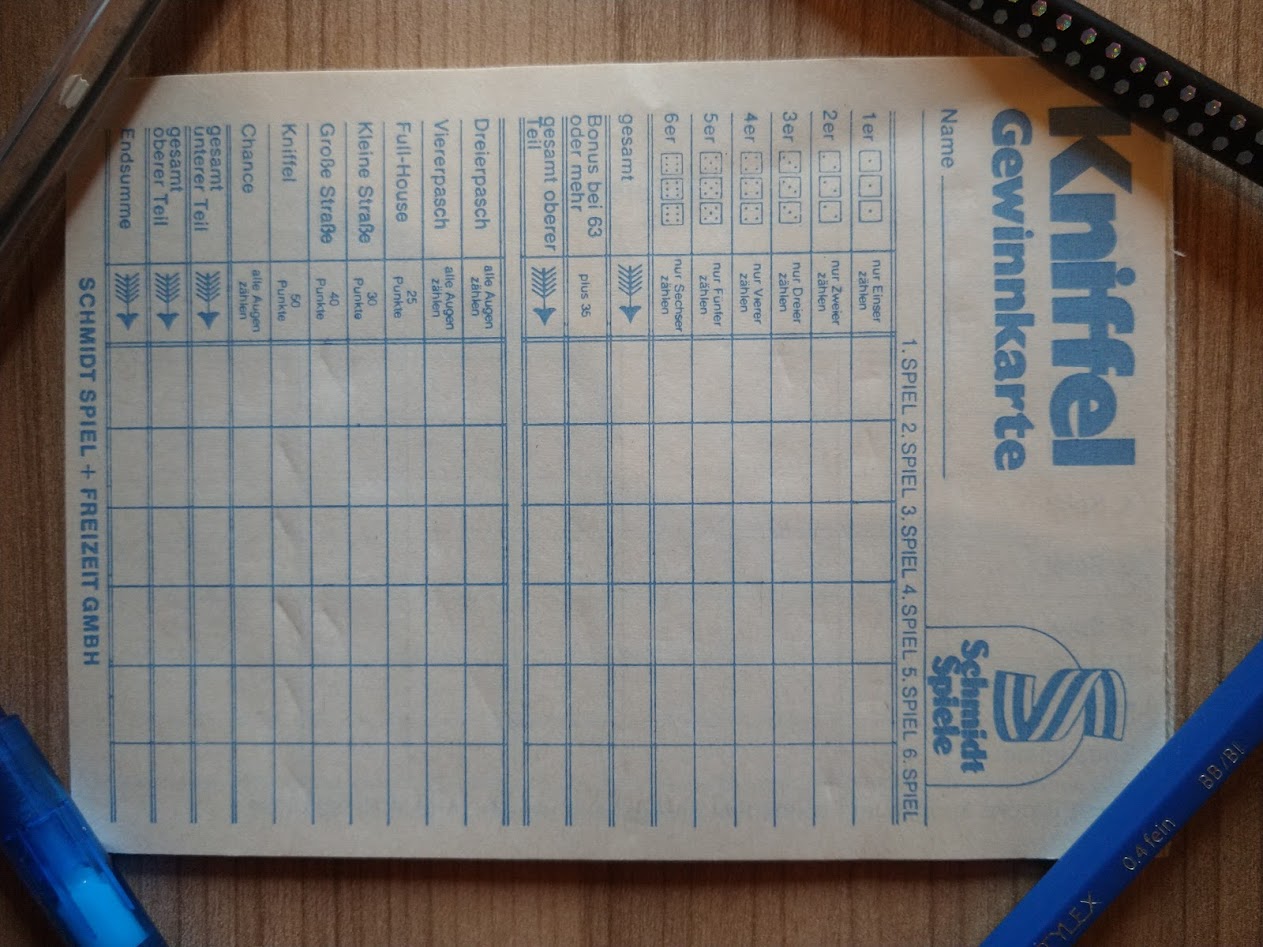 Kniffel
Gewinnkarte
Schmidt
Spiele
Name
1. SPIEL 2. SPIEL 3. SPIEL 4. SPIEL 5. SPIEL 6. SPIEL
1er nur Einser
zählen
2er nur Zweier
zählen
3er nur Dreier
zählen
4er nur Vierer
zählen
5er nur Fünfer
zählen
6er nur Sechser
zählen
gesamt
Bonus bei 63
oder mehr plus 35
gesamt oberer
Teil
Dreierpasch alle Augen
zählen
Viererpasch alle Augen
zählen
Full-House 25
Punkte
Kleine Straße 30
Punkte
Große Straße 40
Punkte
Kniffel 50
Punkte
Chance alle Augen
zählen
gesamt
unterer Teil
gesamt
oberer Teil
Endsumme
SCHMIDT SPIEL + FREIZEIT GMBH
BB/Bl.
0.4 fein